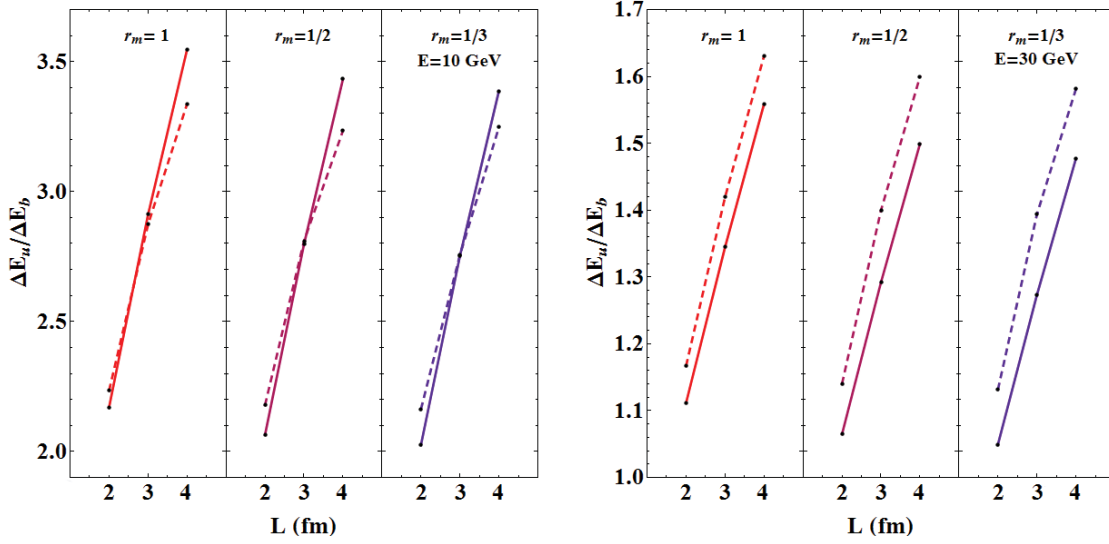 r_m= 1
r_m=1/2
r_m=1/3
E=10 GeV
3.5
3.0
2.5
2.0
ΔE_u/ΔE_b
2 3 4 2 3 4 2 3 4
L (fm)
r_m= 1
r_m=1/2
r_m=1/3
E=30 GeV
1.7
1.6
1.5
1.4
1.3
1.2
1.1
1.0
ΔE_u/ΔE_b
2 3 4 2 3 4 2 3 4
L (fm)